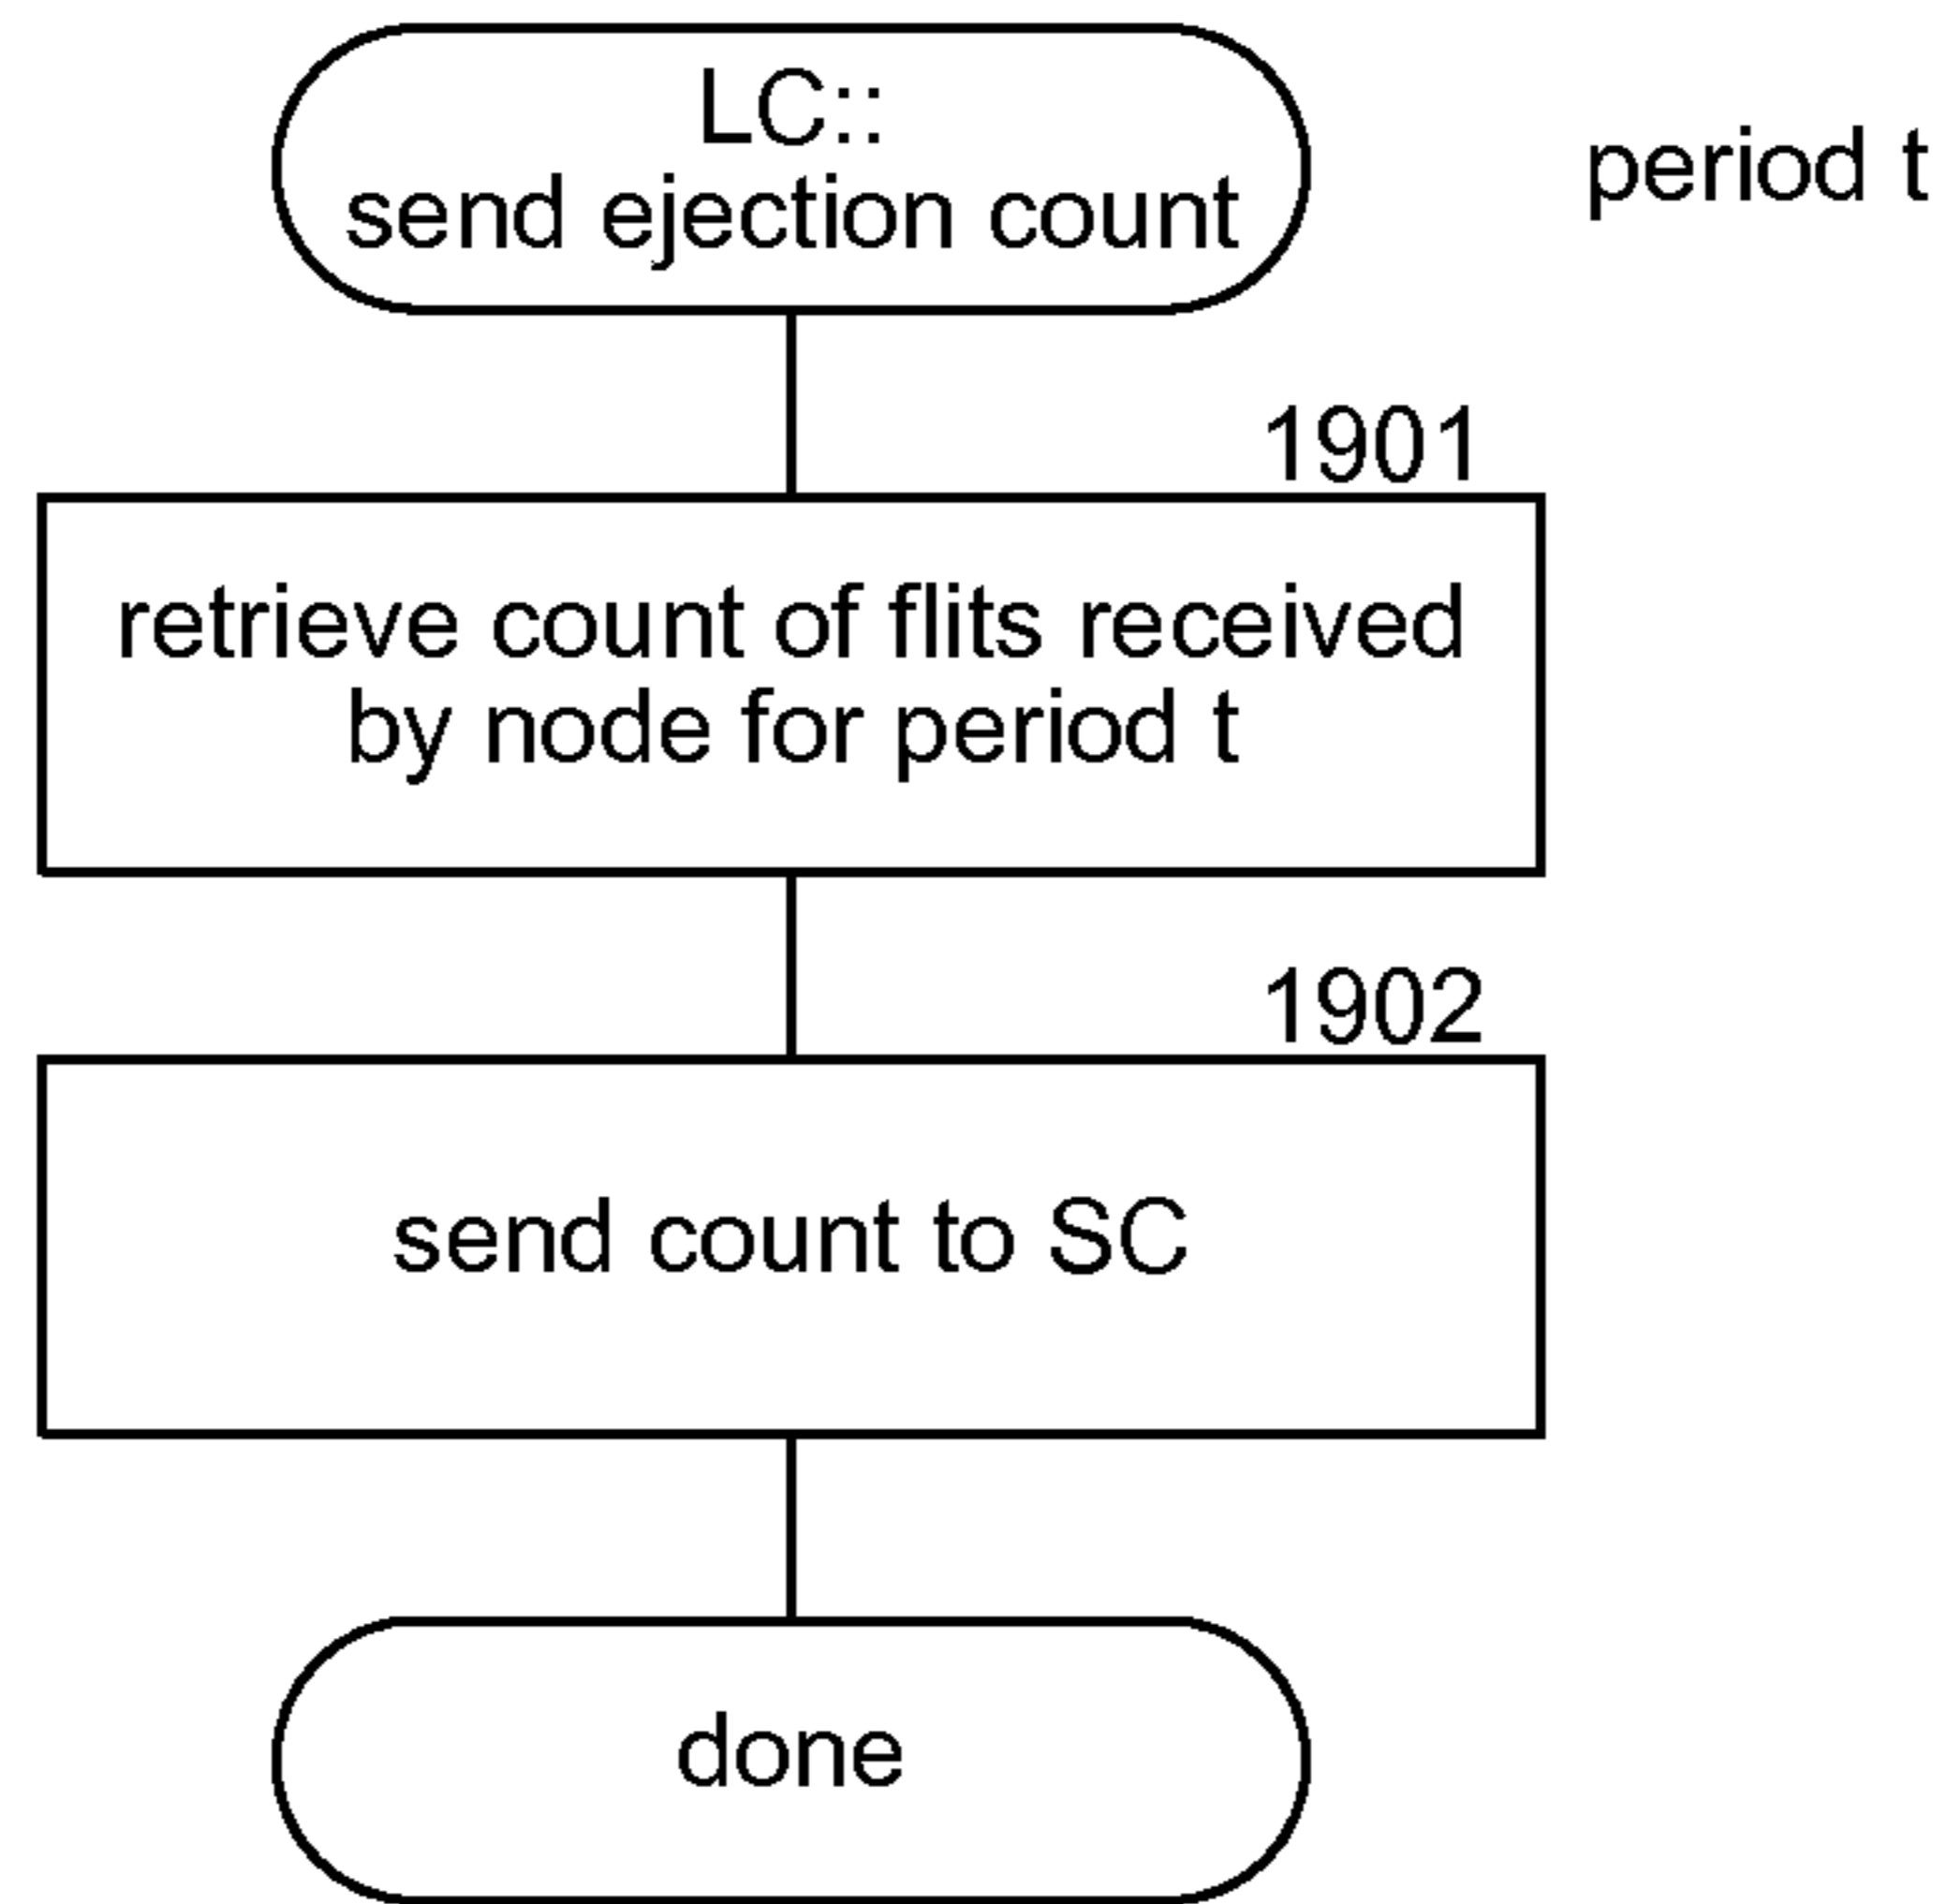 LC::
send ejection count
period t
1901
retrieve count of flits received
by node for period t
1902
send count to SC
done